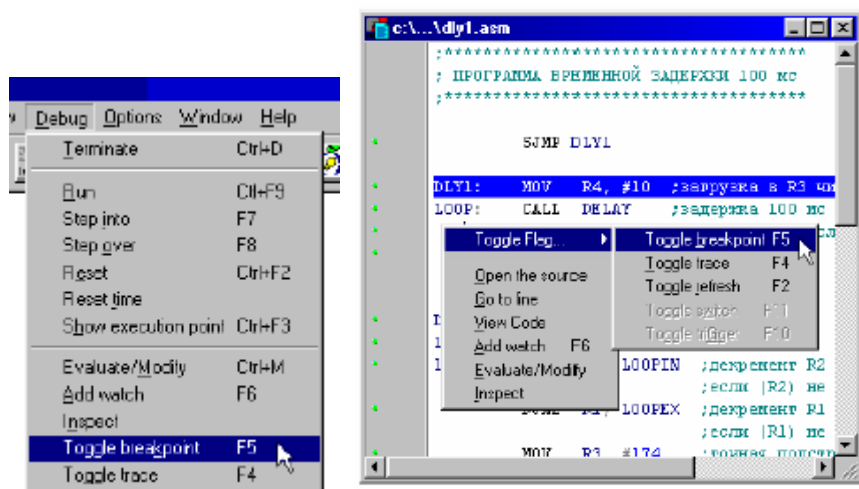 Debug Options Window Help
Terminate Ctrl+D
Run Ctl+F9
Step into F7
Step over F8
Reset Ctrl+F2
Reset time
Show execution point Ctrl+F3
Evaluate/Modify Ctrl+M
Add watch F6
Inspect
Toggle breakpoint F5
Toggle trace F4
c:\...\dly1.asm
;************************************
; ПРОГРАММА ВРЕМЕННОЙ ЗАДЕРЖКИ 100 мс
;************************************
SJMP DLY1
DLY1: MOV R4, #10 ;загрузка в R3
LOOP: CALL DELAY ;задержка 100 мс
Toggle Flag...
Open the source
Go to line
View Code
Add watch F6
Evaluate/Modify
Inspect
Toggle breakpoint F5
Toggle trace F4
Toggle refresh F2
Toggle switch F11
Toggle triGger F10
LOOPIN ;декремент R2
;если (R2) не
LOOPEX ;декремент R1
;если (R1) не
MOV R3, #174